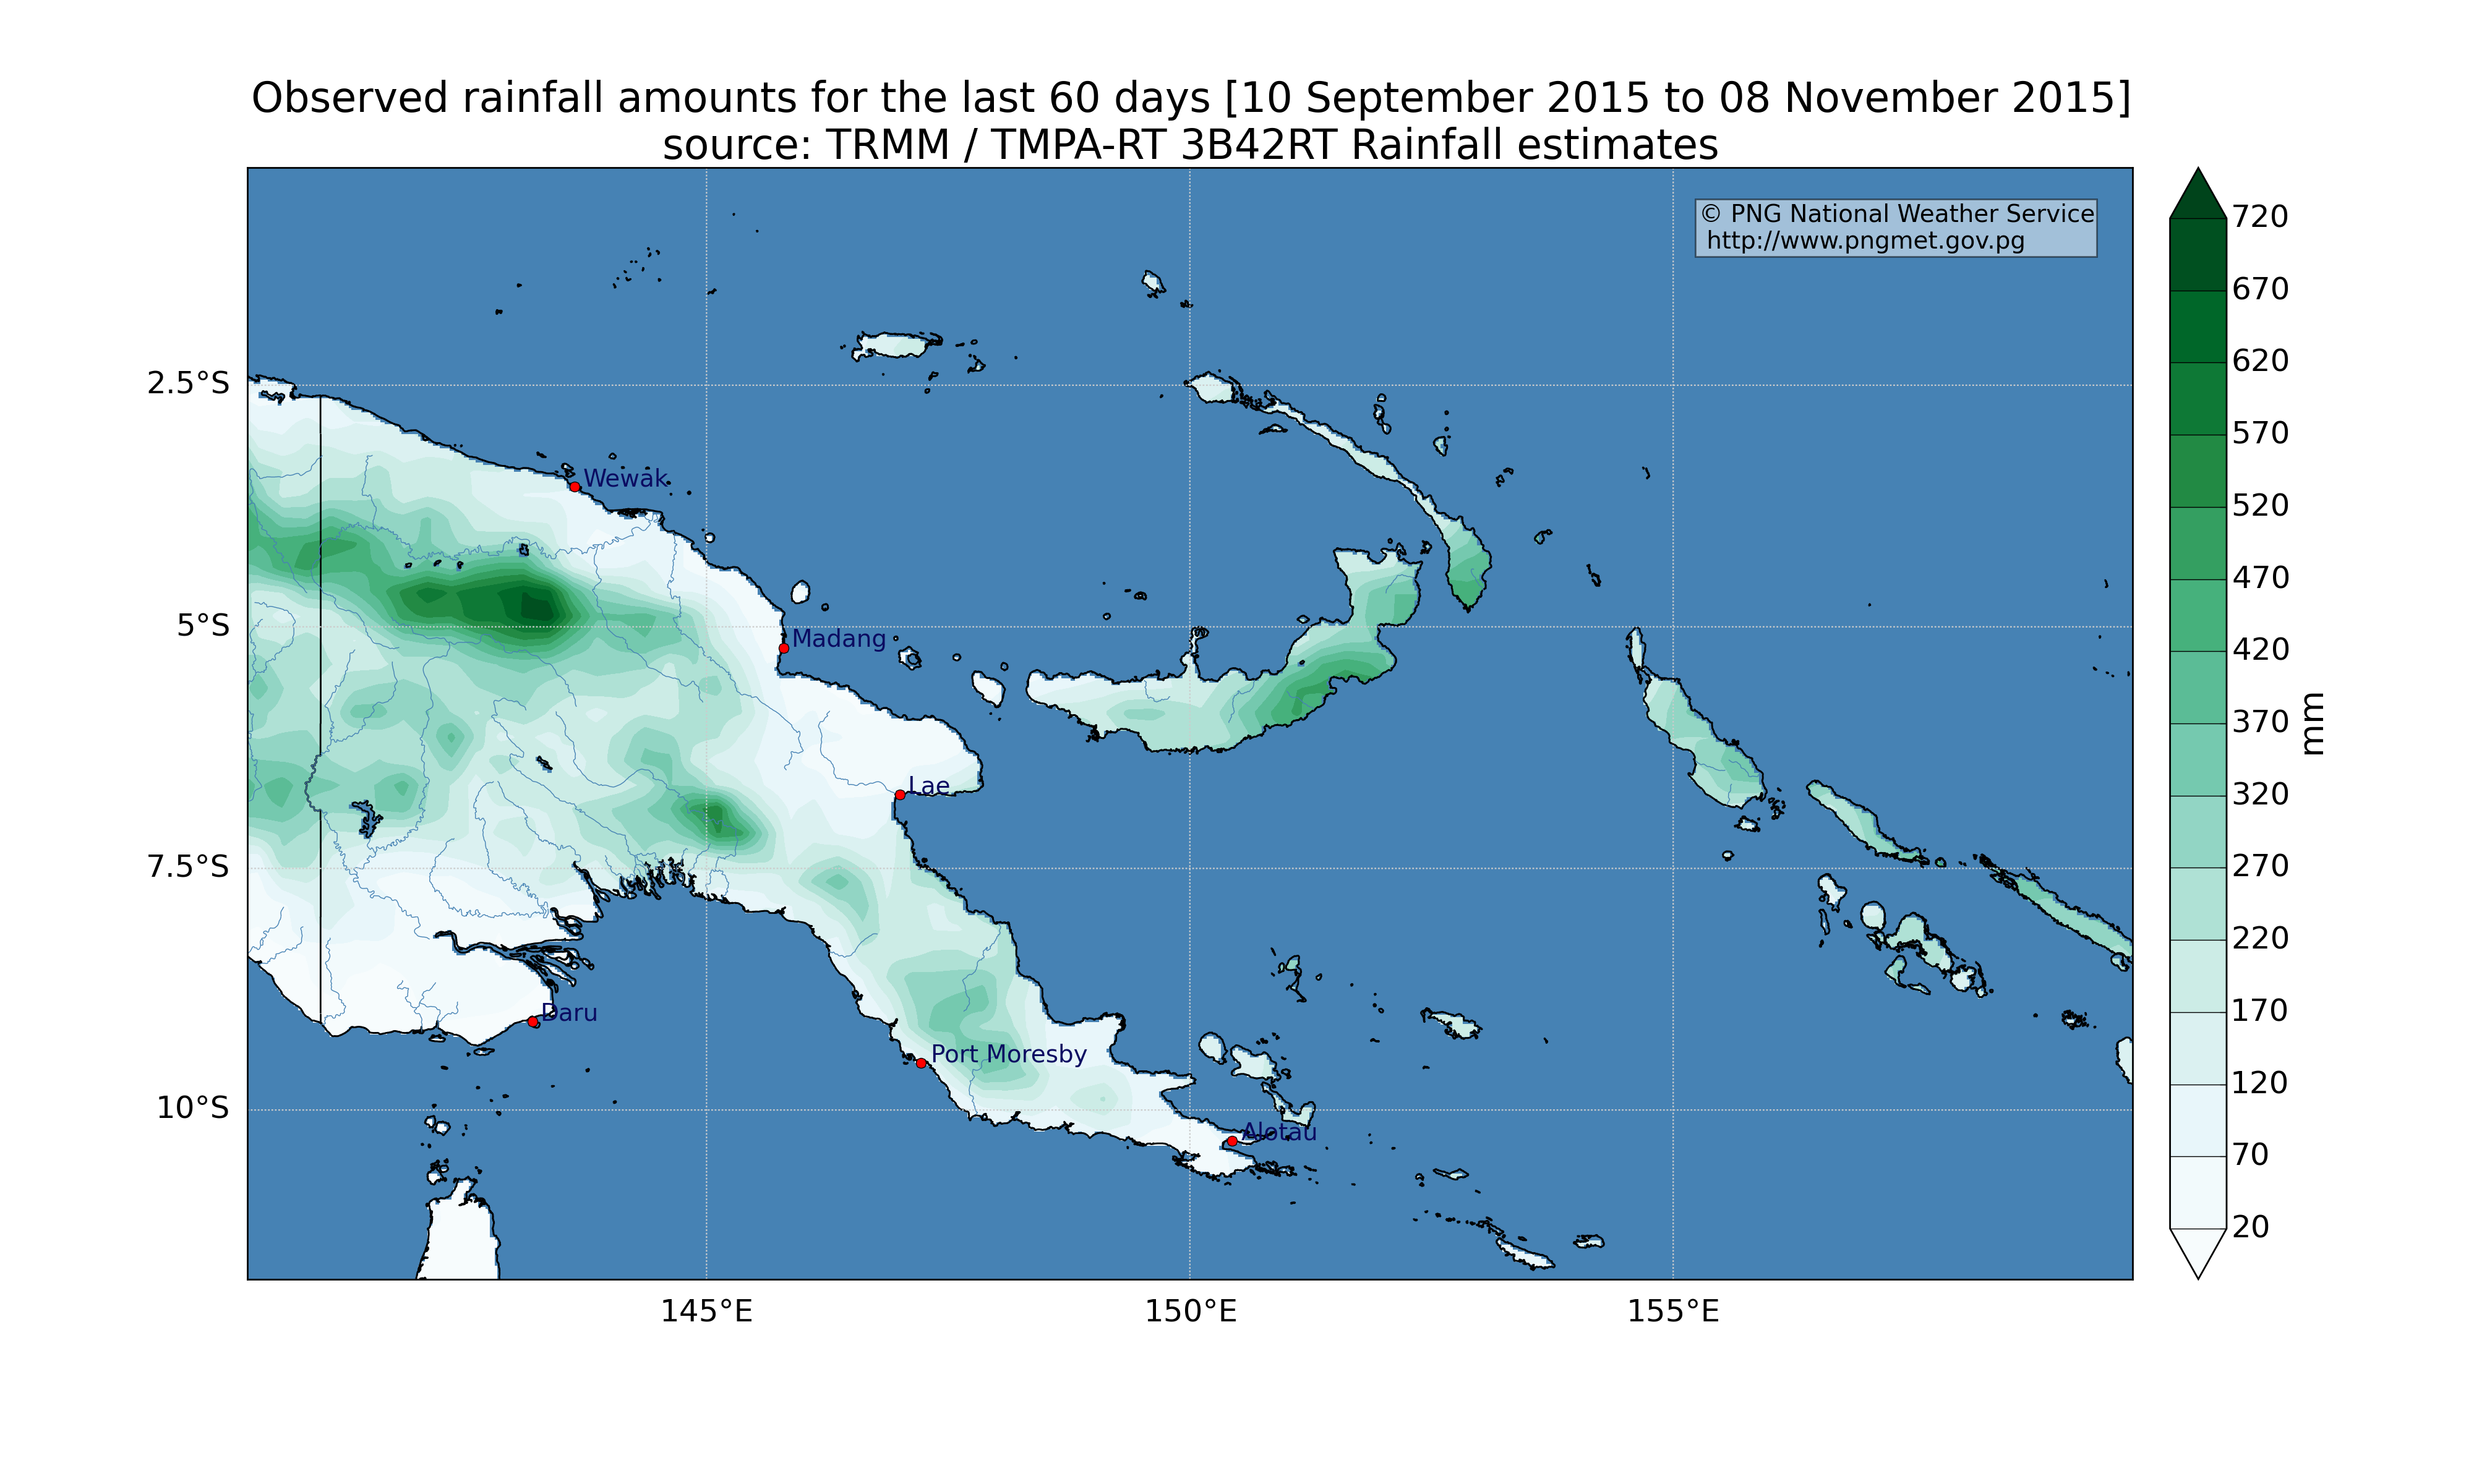 Observed rainfall amounts for the last 60 days [10 September 2015 to 08 November 2015]
source: TRMM / TMPA-RT 3B42RT Rainfall estimates
© PNG National Weather Service
http://www.pngmet.gov.pg
720
670
620
570
520
470
420
370
320
270
220
170
120
70
20
mm
2.5°S
5°S
7.5°S
10°S
Wewak
Madang
Lae
Daru
Port Moresby
Alotau
145°E
150°E
155°E